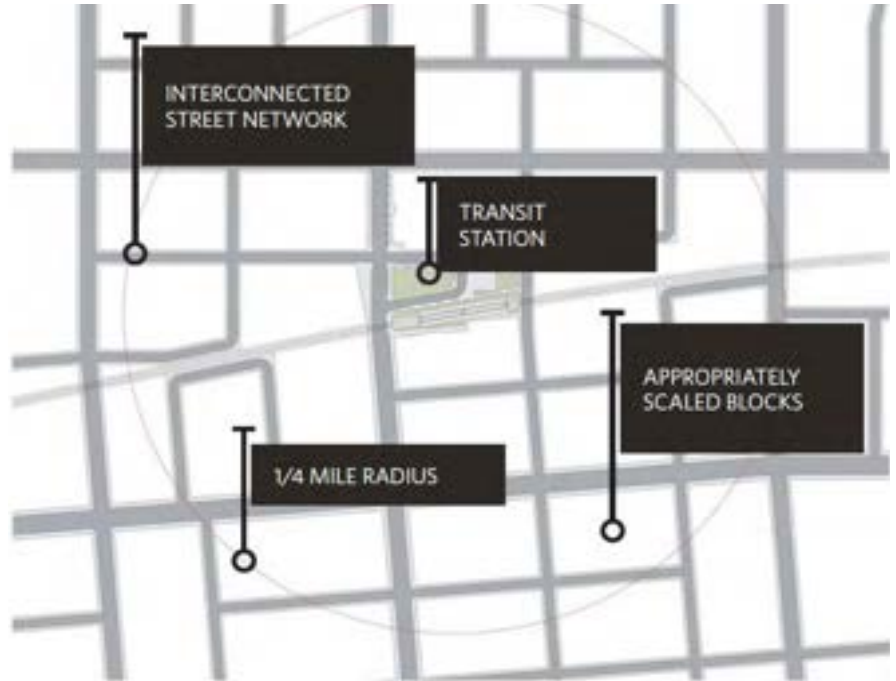 INTERCONNECTED
STREET NETWORK
TRANSIT
STATION
APPROPRIATELY
SCALED BLOCKS
1/4 MILE RADIUS